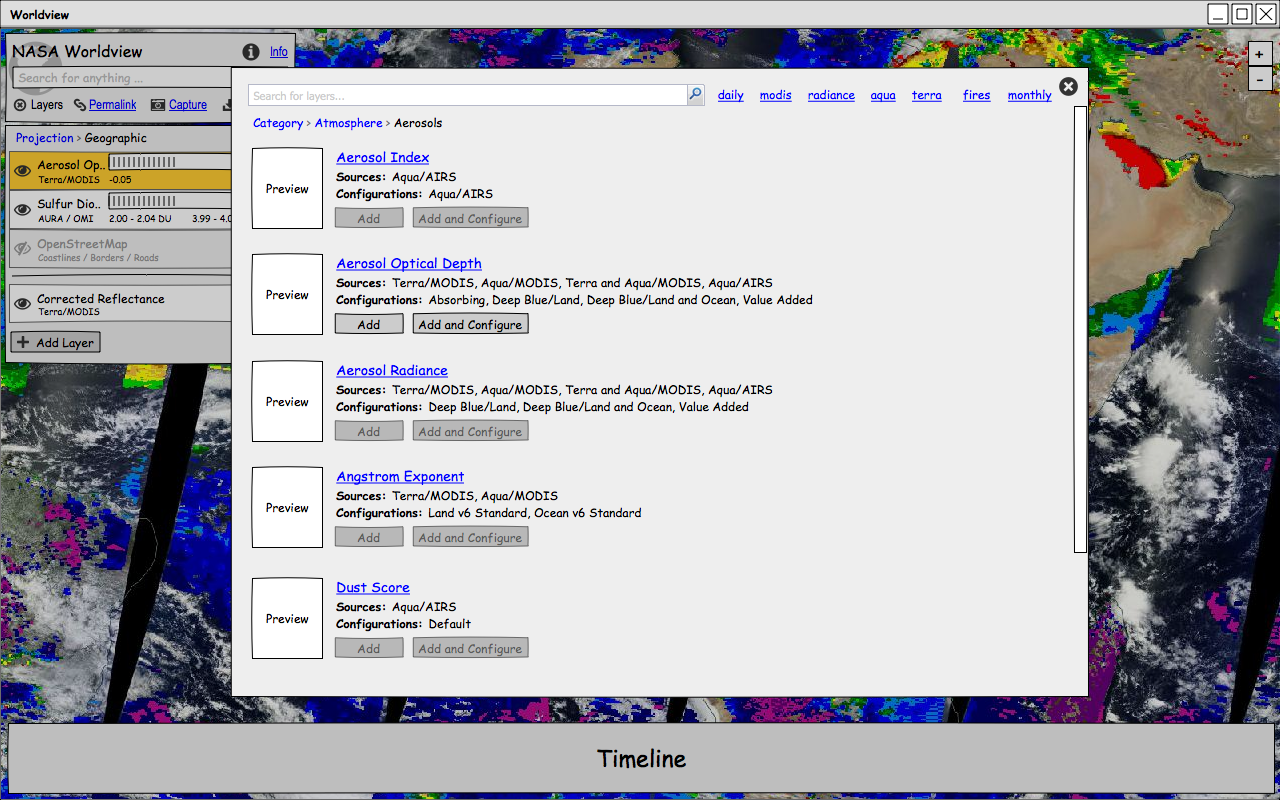 Worldview
NASA Worldview Info
Search for anything ...
Layers Permalink Capture
Projection > Geographic
Aerosol Op..
Terra/MODIS -0.05
Sulfur Dio..
AURA / OMI 2.00 - 2.04 DU 3.99 - 4.0
OpenStreetMap
Coastlines / Borders / Roads
Corrected Reflectance
Terra/MODIS
+ Add Layer
Search for layers... daily modis radiance aqua terra fires monthly
Category > Atmosphere > Aerosols
Preview
Aerosol Index
Sources: Aqua/AIRS
Configurations: Aqua/AIRS
Add Add and Configure
Preview
Aerosol Optical Depth
Sources: Terra/MODIS, Aqua/MODIS, Terra and Aqua/MODIS, Aqua/AIRS
Configurations: Absorbing, Deep Blue/Land, Deep Blue/Land and Ocean, Value Added
Add Add and Configure
Preview
Aerosol Radiance
Sources: Terra/MODIS, Aqua/MODIS, Terra and Aqua/MODIS, Aqua/AIRS
Configurations: Deep Blue/Land, Deep Blue/Land and Ocean, Value Added
Add Add and Configure
Preview
Angstrom Exponent
Sources: Terra/MODIS, Aqua/MODIS
Configurations: Land v6 Standard, Ocean v6 Standard
Add Add and Configure
Preview
Dust Score
Sources: Aqua/AIRS
Configurations: Default
Add Add and Configure
+
-
Timeline